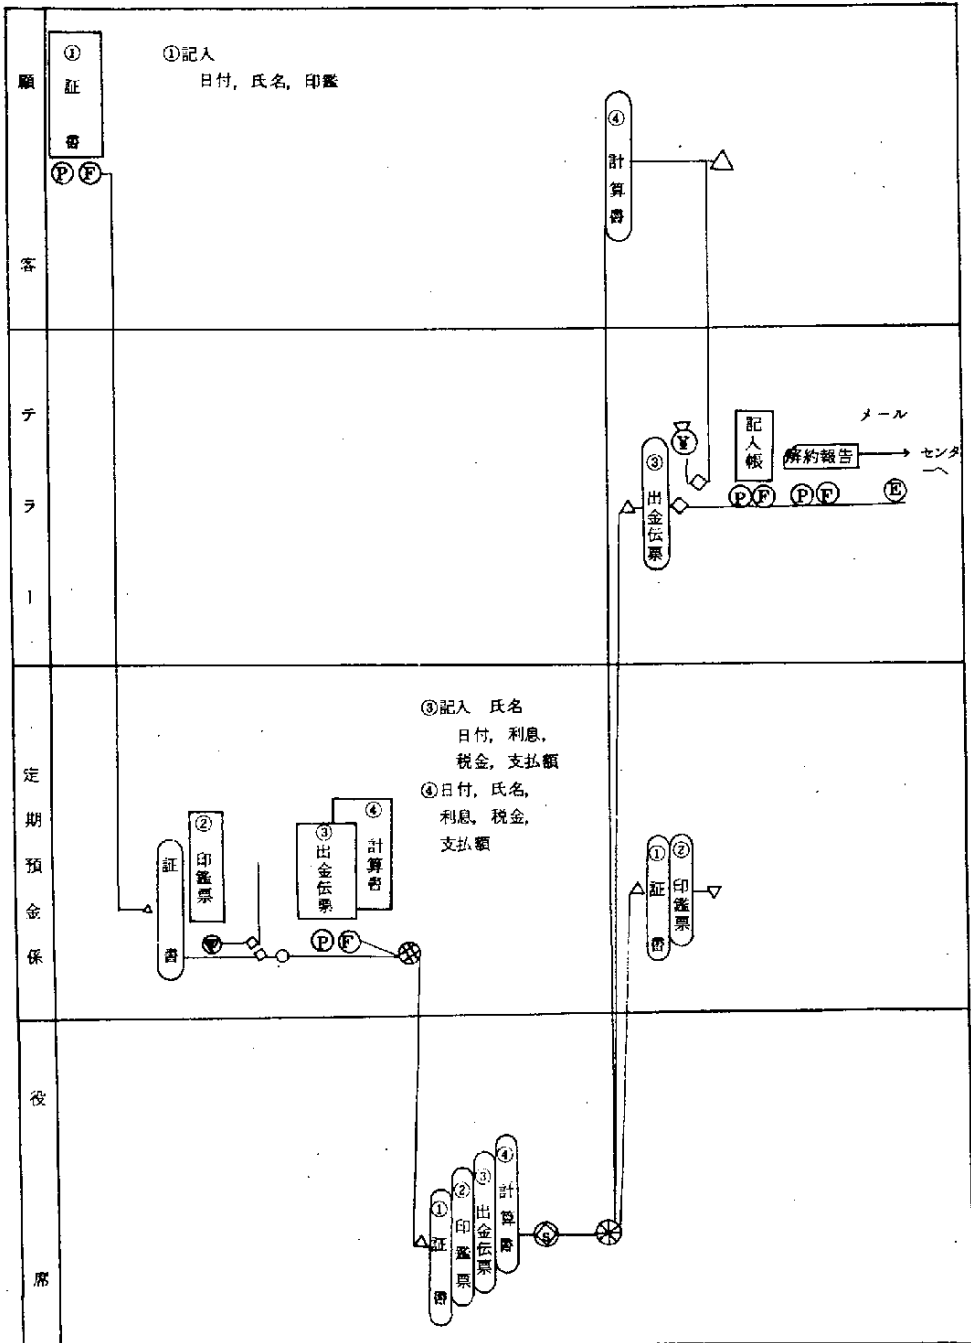 顧客
①証書
①記入
日付, 氏名, 印鑑
P F
④計算書
テラー
③出金伝票
¥
記入帳
解約報告
メール
センターへ
P F P F E
定期預金係
③記入 氏名
日付, 利息,
税金, 支払額
④日付, 氏名,
利息, 税金,
支払額
証書
②印鑑票
③出金伝票
④計算書
P F
①証書
②印鑑票
役席
①証書
②印鑑票
③出金伝票
④計算書
S